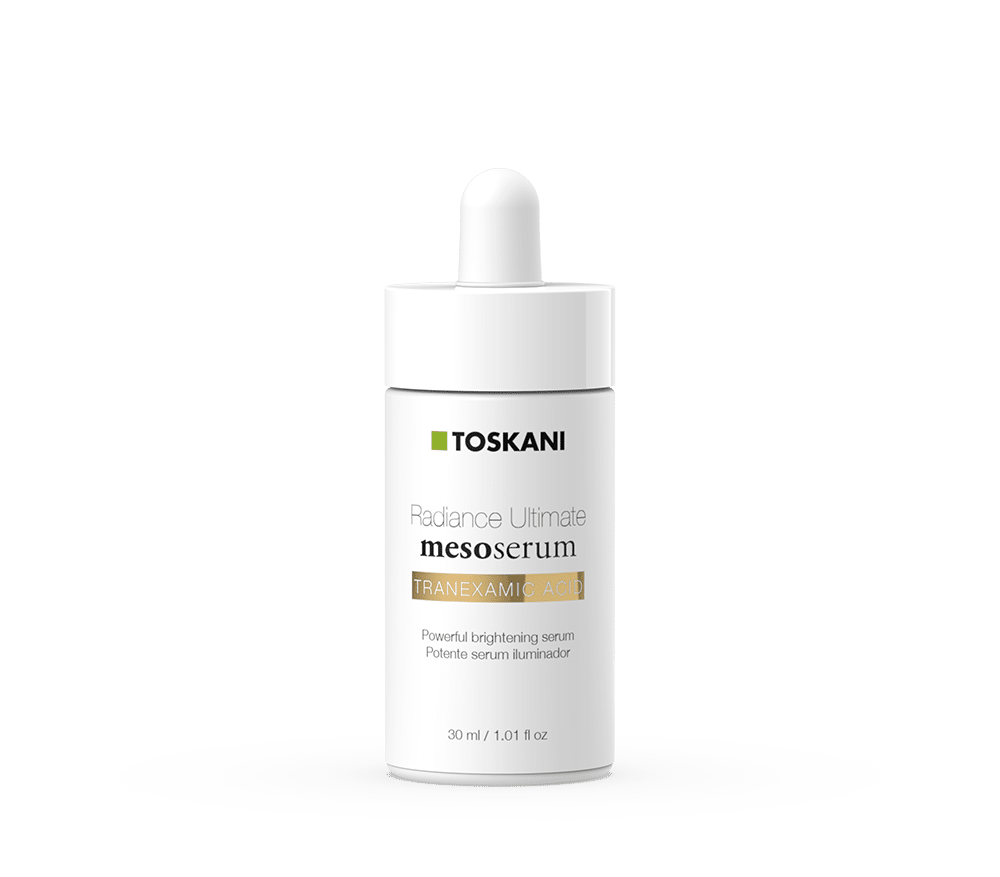 TOSKANI
Radiance Ultimate
mesoserum
TRANEXAMIC ACID
Powerful brightening serum
Potente serum iluminador
30 ml / 1.01 fl oz